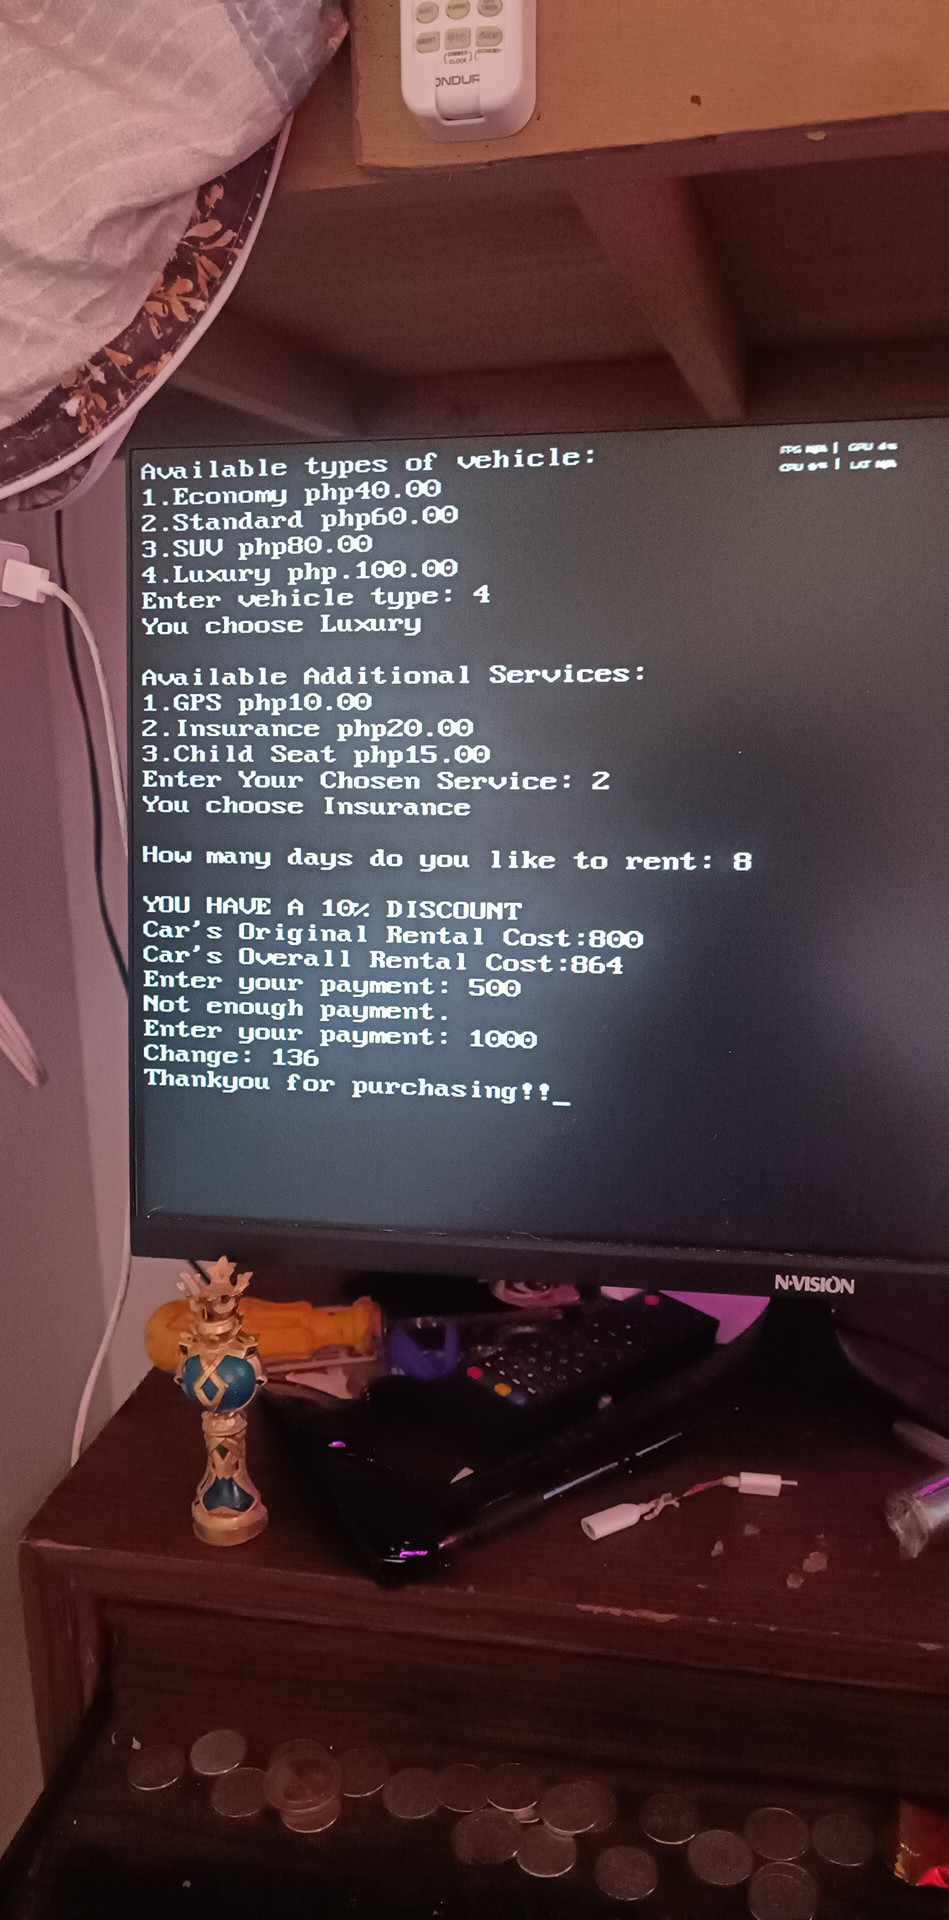 ONDUR
Available types of vehicle:
1.Economy php40.00
2.Standard php60.00
3.SUV php80.00
4.Luxury php.100.00
Enter vehicle type: 4
You choose Luxury
Available Additional Services:
1.GPS php10.00
2.Insurance php20.00
3.Child Seat php15.00
Enter Your Chosen Service: 2
You choose Insurance
How many days do you like to rent: 8
YOU HAVE A 10% DISCOUNT
Car's Original Rental Cost:800
Car's Overall Rental Cost:864
Enter your payment: 500
Not enough payment.
Enter your payment: 1000
Change: 136
Thankyou for purchasing!!_
N-VISION